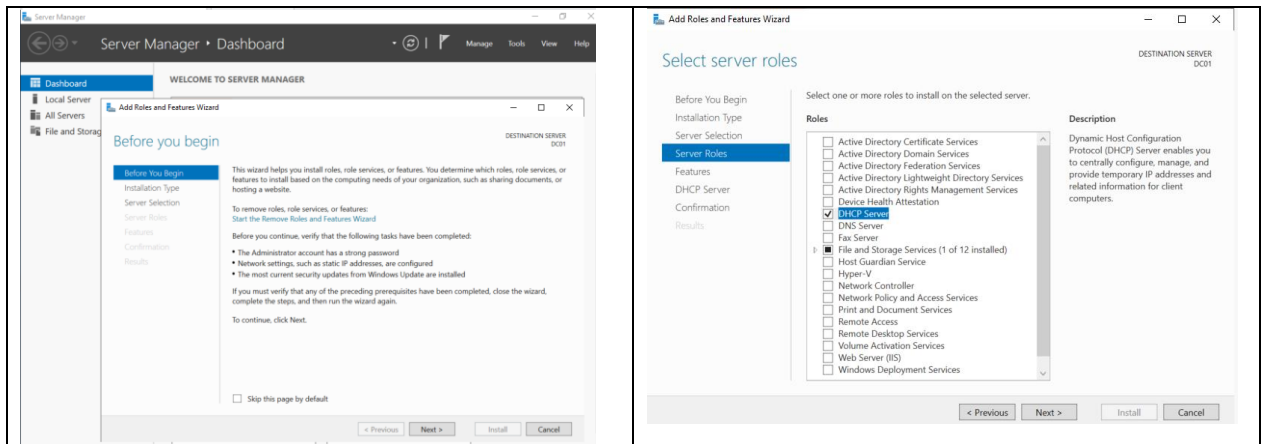 Server Manager
Server Manager • Dashboard
Manage Tools View Help
Dashboard
Local Server
All Servers
File and Storag
WELCOME TO SERVER MANAGER
Add Roles and Features Wizard
Before you begin
DESTINATION SERVER
DC01
Before You Begin
Installation Type
Server Selection
Server Roles
Features
Confirmation
Results
This wizard helps you install roles, role services, or features. You determine which roles, role services, or
features to install based on the computing needs of your organization, such as sharing documents, or
hosting a website.
To remove roles, role services, or features:
Start the Remove Roles and Features Wizard
Before you continue, verify that the following tasks have been completed:
• The Administrator account has a strong password
• Network settings, such as static IP addresses, are configured
• The most current security updates from Windows Update are installed
If you must verify that any of the preceding prerequisites have been completed, close the wizard,
complete the steps, and then run the wizard again.
To continue, click Next.
Skip this page by default
< Previous Next > Install Cancel
Add Roles and Features Wizard
Select server roles
DESTINATION SERVER
DC01
Before You Begin
Installation Type
Server Selection
Server Roles
Features
DHCP Server
Confirmation
Results
Select one or more roles to install on the selected server.
Roles
Active Directory Certificate Services
Active Directory Domain Services
Active Directory Federation Services
Active Directory Lightweight Directory Services
Active Directory Rights Management Services
Device Health Attestation
DHCP Server
DNS Server
Fax Server
File and Storage Services (1 of 12 installed)
Host Guardian Service
Hyper-V
Network Controller
Network Policy and Access Services
Print and Document Services
Remote Access
Remote Desktop Services
Volume Activation Services
Web Server (IIS)
Windows Deployment Services
Description
Dynamic Host Configuration
Protocol (DHCP) Server enables you
to centrally configure, manage, and
provide temporary IP addresses and
related information for client
computers.
< Previous Next > Install Cancel